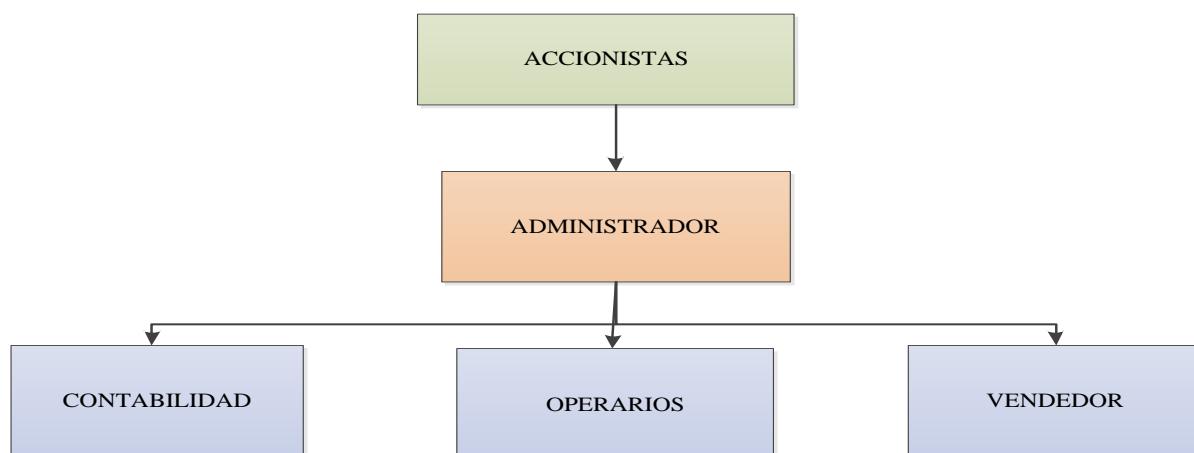 ACCIONISTAS
ADMINISTRADOR
CONTABILIDAD
OPERARIOS
VENDEDOR